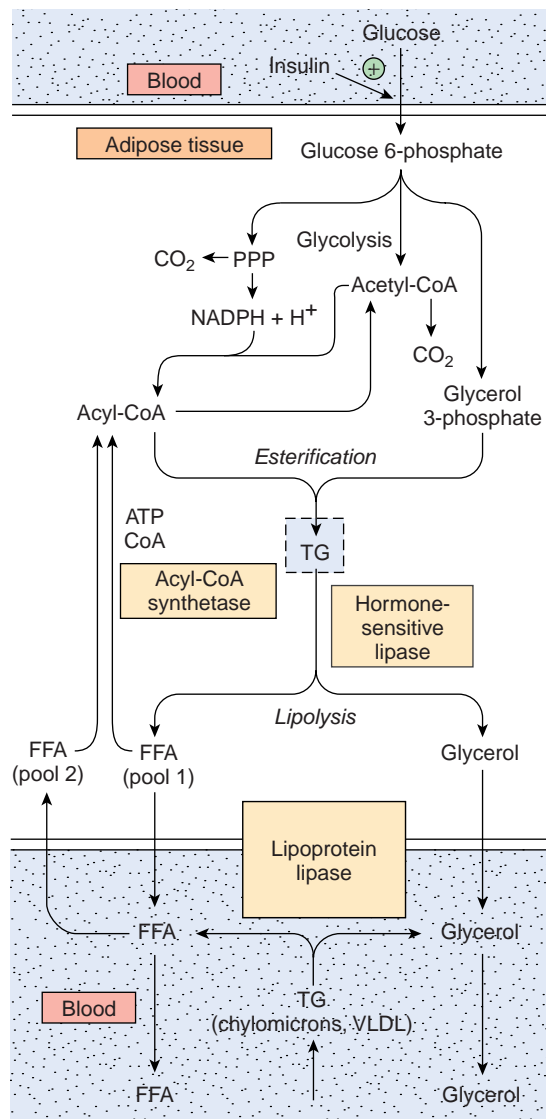 Glucose
Insulin
+
Blood
Adipose tissue
Glucose 6-phosphate
Glycolysis
CO₂
PPP
Acetyl-CoA
NADPH + H⁺
CO₂
Acyl-CoA
Glycerol
3-phosphate
Esterification
ATP
CoA
TG
Acyl-CoA
synthetase
Hormone-
sensitive
lipase
Lipolysis
FFA
(pool 2)
FFA
(pool 1)
Glycerol
Lipoprotein
lipase
FFA
Glycerol
Blood
TG
(chylomicrons, VLDL)
FFA
Glycerol